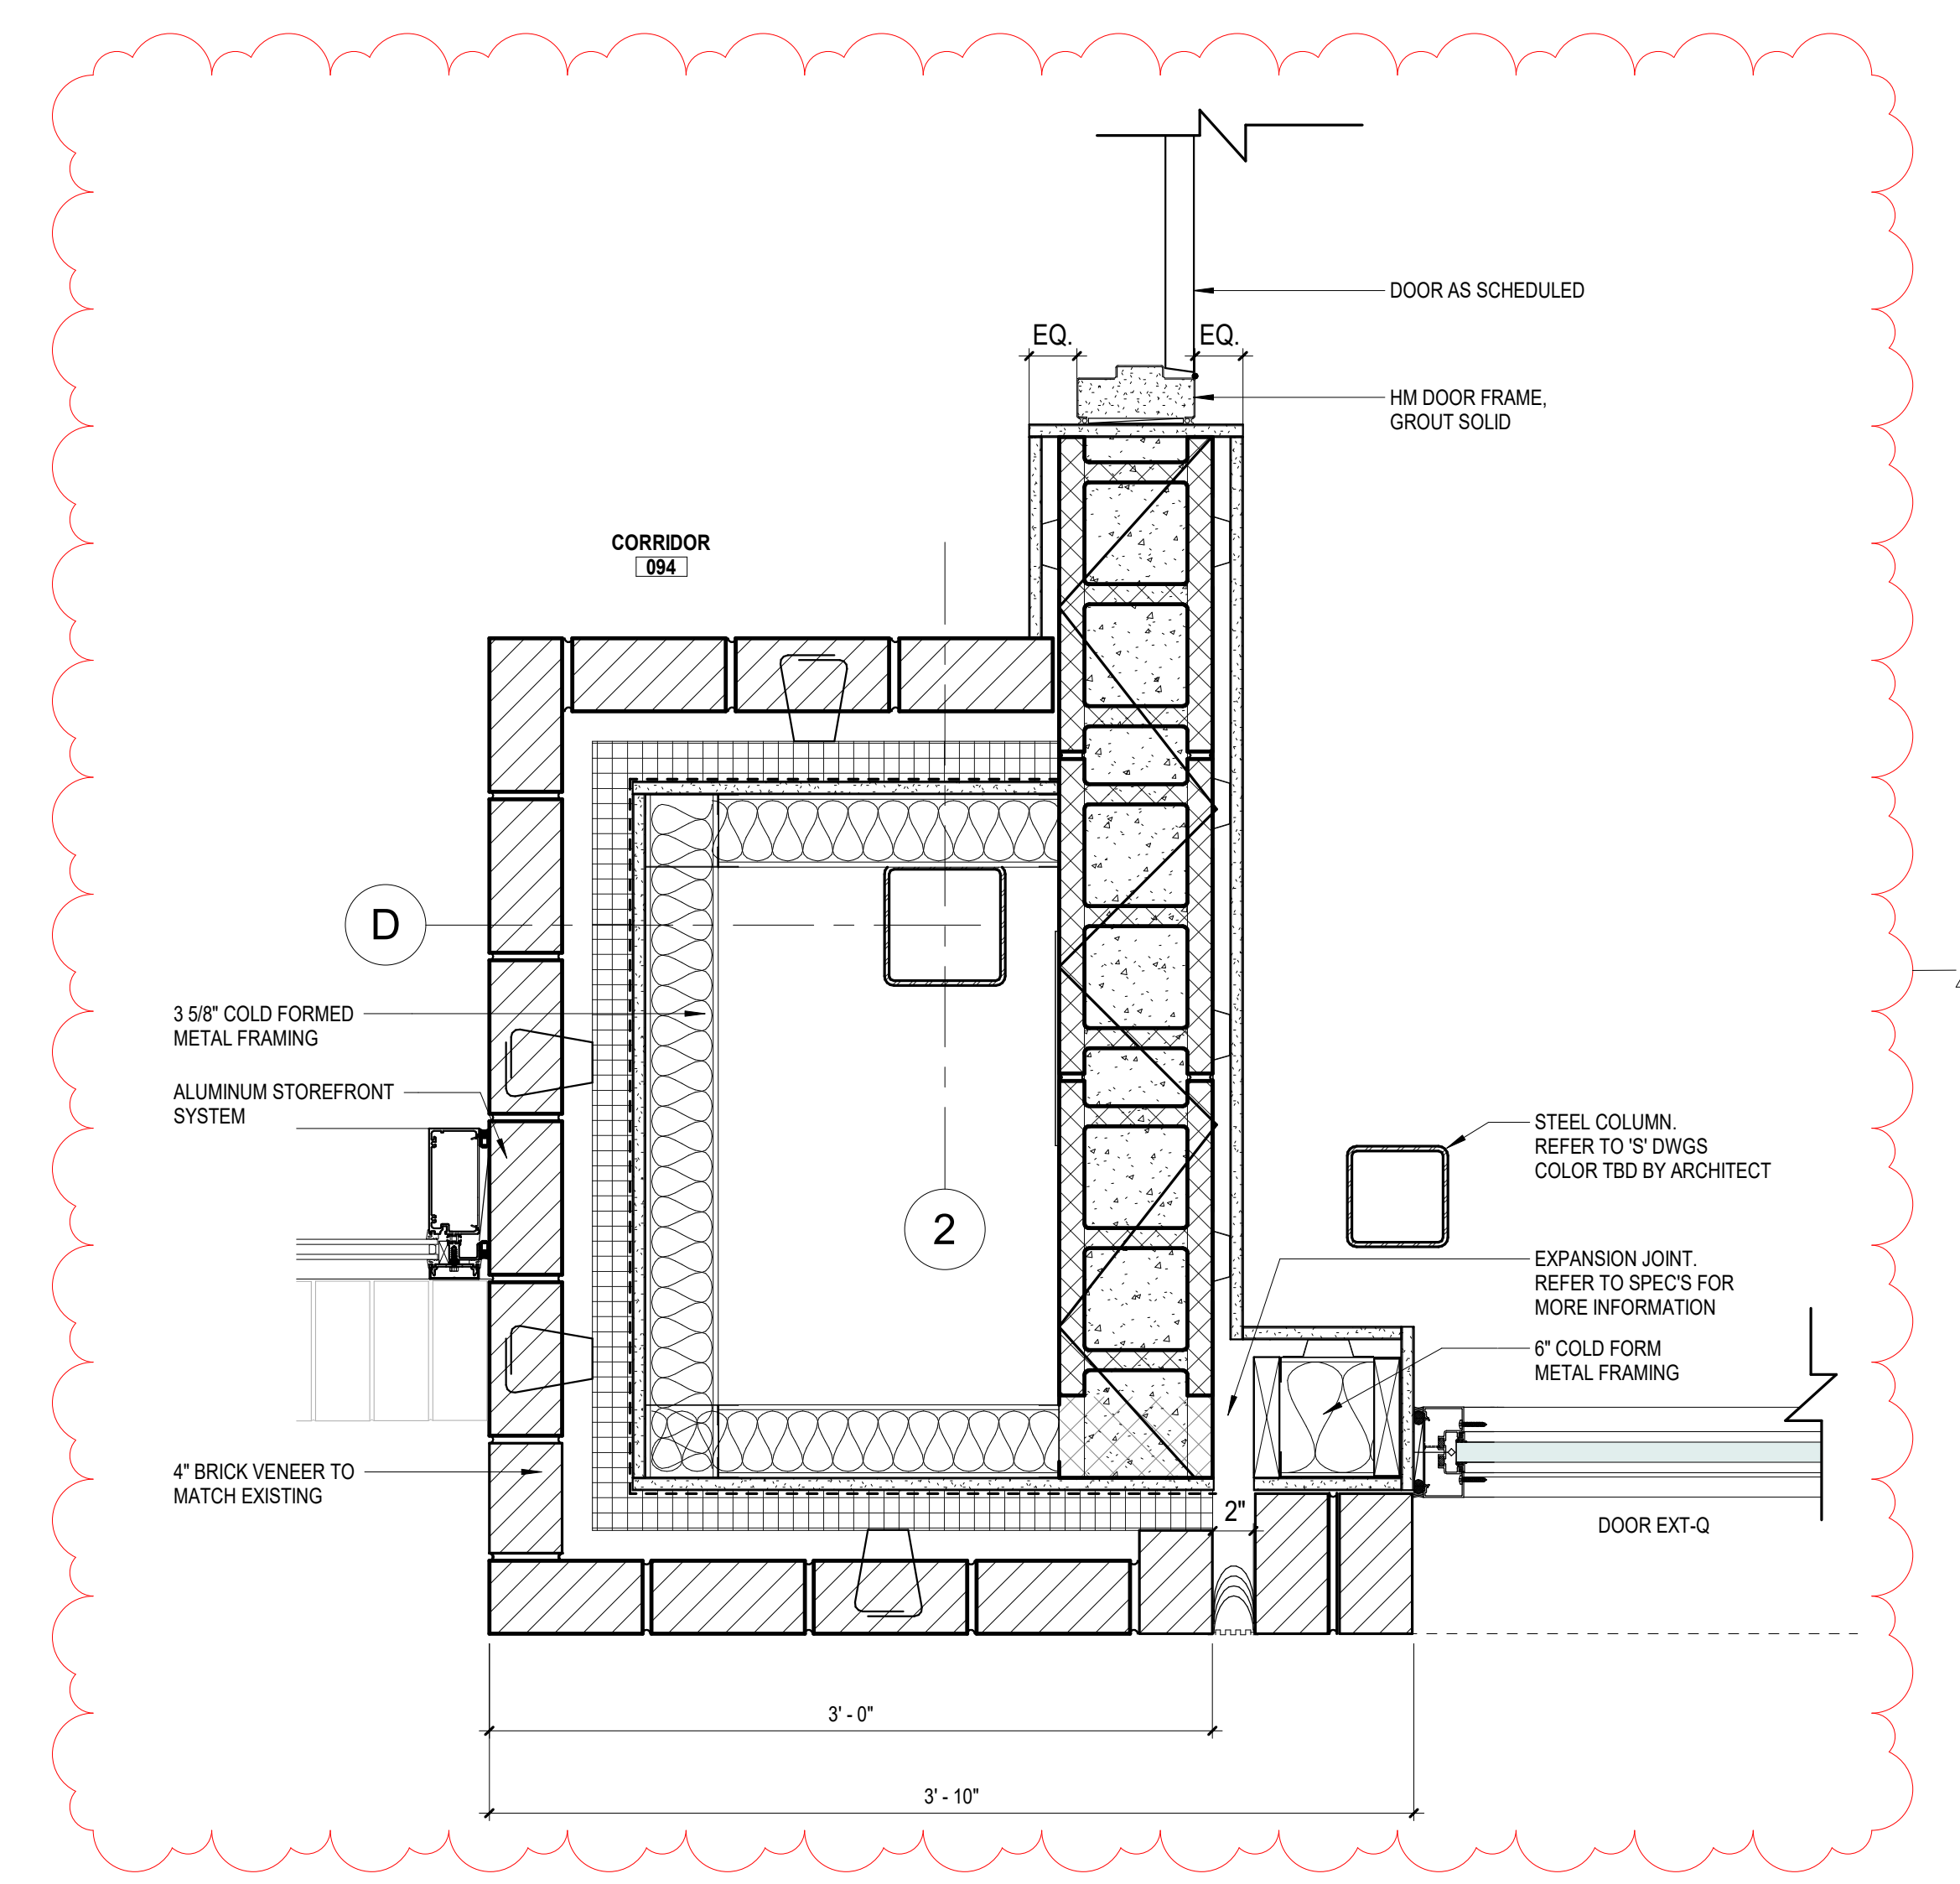 DOOR AS SCHEDULED
EQ.
EQ.
HM DOOR FRAME,
GROUT SOLID
CORRIDOR
094
D
3 5/8" COLD FORMED
METAL FRAMING
ALUMINUM STOREFRONT
SYSTEM
STEEL COLUMN.
REFER TO 'S' DWGS
COLOR TBD BY ARCHITECT
2
EXPANSION JOINT.
REFER TO SPEC'S FOR
MORE INFORMATION
6" COLD FORM
METAL FRAMING
4" BRICK VENEER TO
MATCH EXISTING
2"
DOOR EXT-Q
3' - 0"
3' - 10"